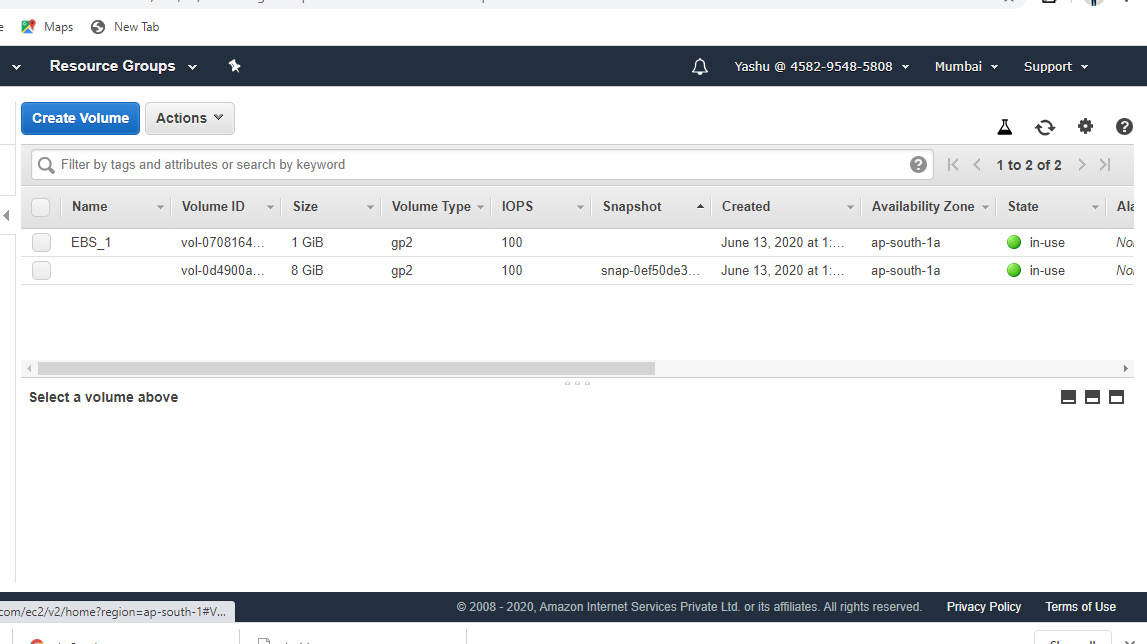 Maps New Tab
Resource Groups Yashu @ 4582-9548-5808 Mumbai Support
Create Volume Actions
Filter by tags and attributes or search by keyword 1 to 2 of 2
Name Volume ID Size Volume Type IOPS Snapshot Created Availability Zone State
EBS_1 vol-0708164... 1 GiB gp2 100 June 13, 2020 at 1:... ap-south-1a in-use
vol-0d4900a... 8 GiB gp2 100 snap-0ef50de3... June 13, 2020 at 1:... ap-south-1a in-use
Select a volume above
com/ec2/v2/home?region=ap-south-1#V... © 2008 - 2020, Amazon Internet Services Private Ltd. or its affiliates. All rights reserved. Privacy Policy Terms of Use